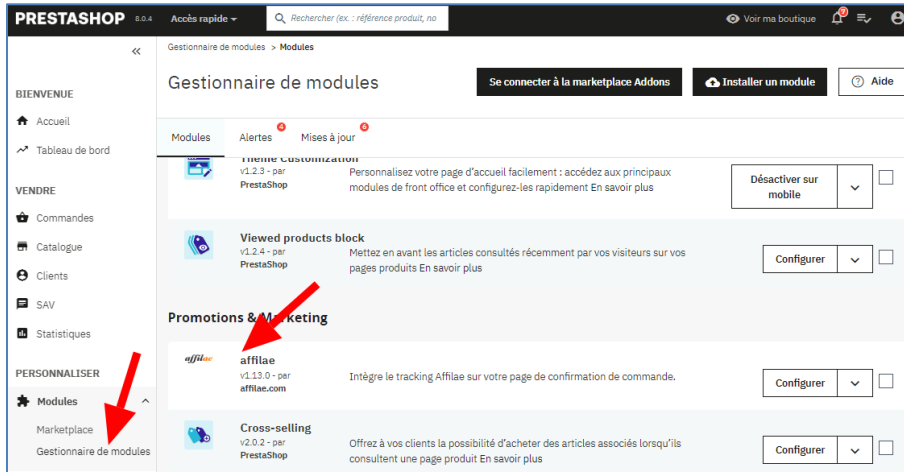 PRESTASHOP 8.0.4 Accès rapide Rechercher (ex. : référence produit, no Voir ma boutique 7
Gestionnaire de modules > Modules
Gestionnaire de modules
Se connecter à la marketplace Addons
Installer un module
Aide
BIENVENUE
Accueil
Tableau de bord
VENDRE
Commandes
Catalogue
Clients
SAV
Statistiques
PERSONNALISER
Modules
Marketplace
Gestionnaire de modules
Modules Alertes 4 Mises à jour 6
Theme Customization
v1.2.3 - par
PrestaShop
Personnalisez votre page d'accueil facilement : accédez aux principaux
modules de front office et configurez-les rapidement En savoir plus
Désactiver sur
mobile
Viewed products block
v1.2.4 - par
PrestaShop
Mettez en avant les articles consultés récemment par vos visiteurs sur vos
pages produits En savoir plus
Configurer
Promotions & Marketing
affilae
affilae
v1.13.0 - par
affilae.com
Intègre le tracking Affilae sur votre page de confirmation de commande.
Configurer
Cross-selling
v2.0.2 - par
PrestaShop
Offrez à vos clients la possibilité d'acheter des articles associés lorsqu'ils
consultent une page produit En savoir plus
Configurer